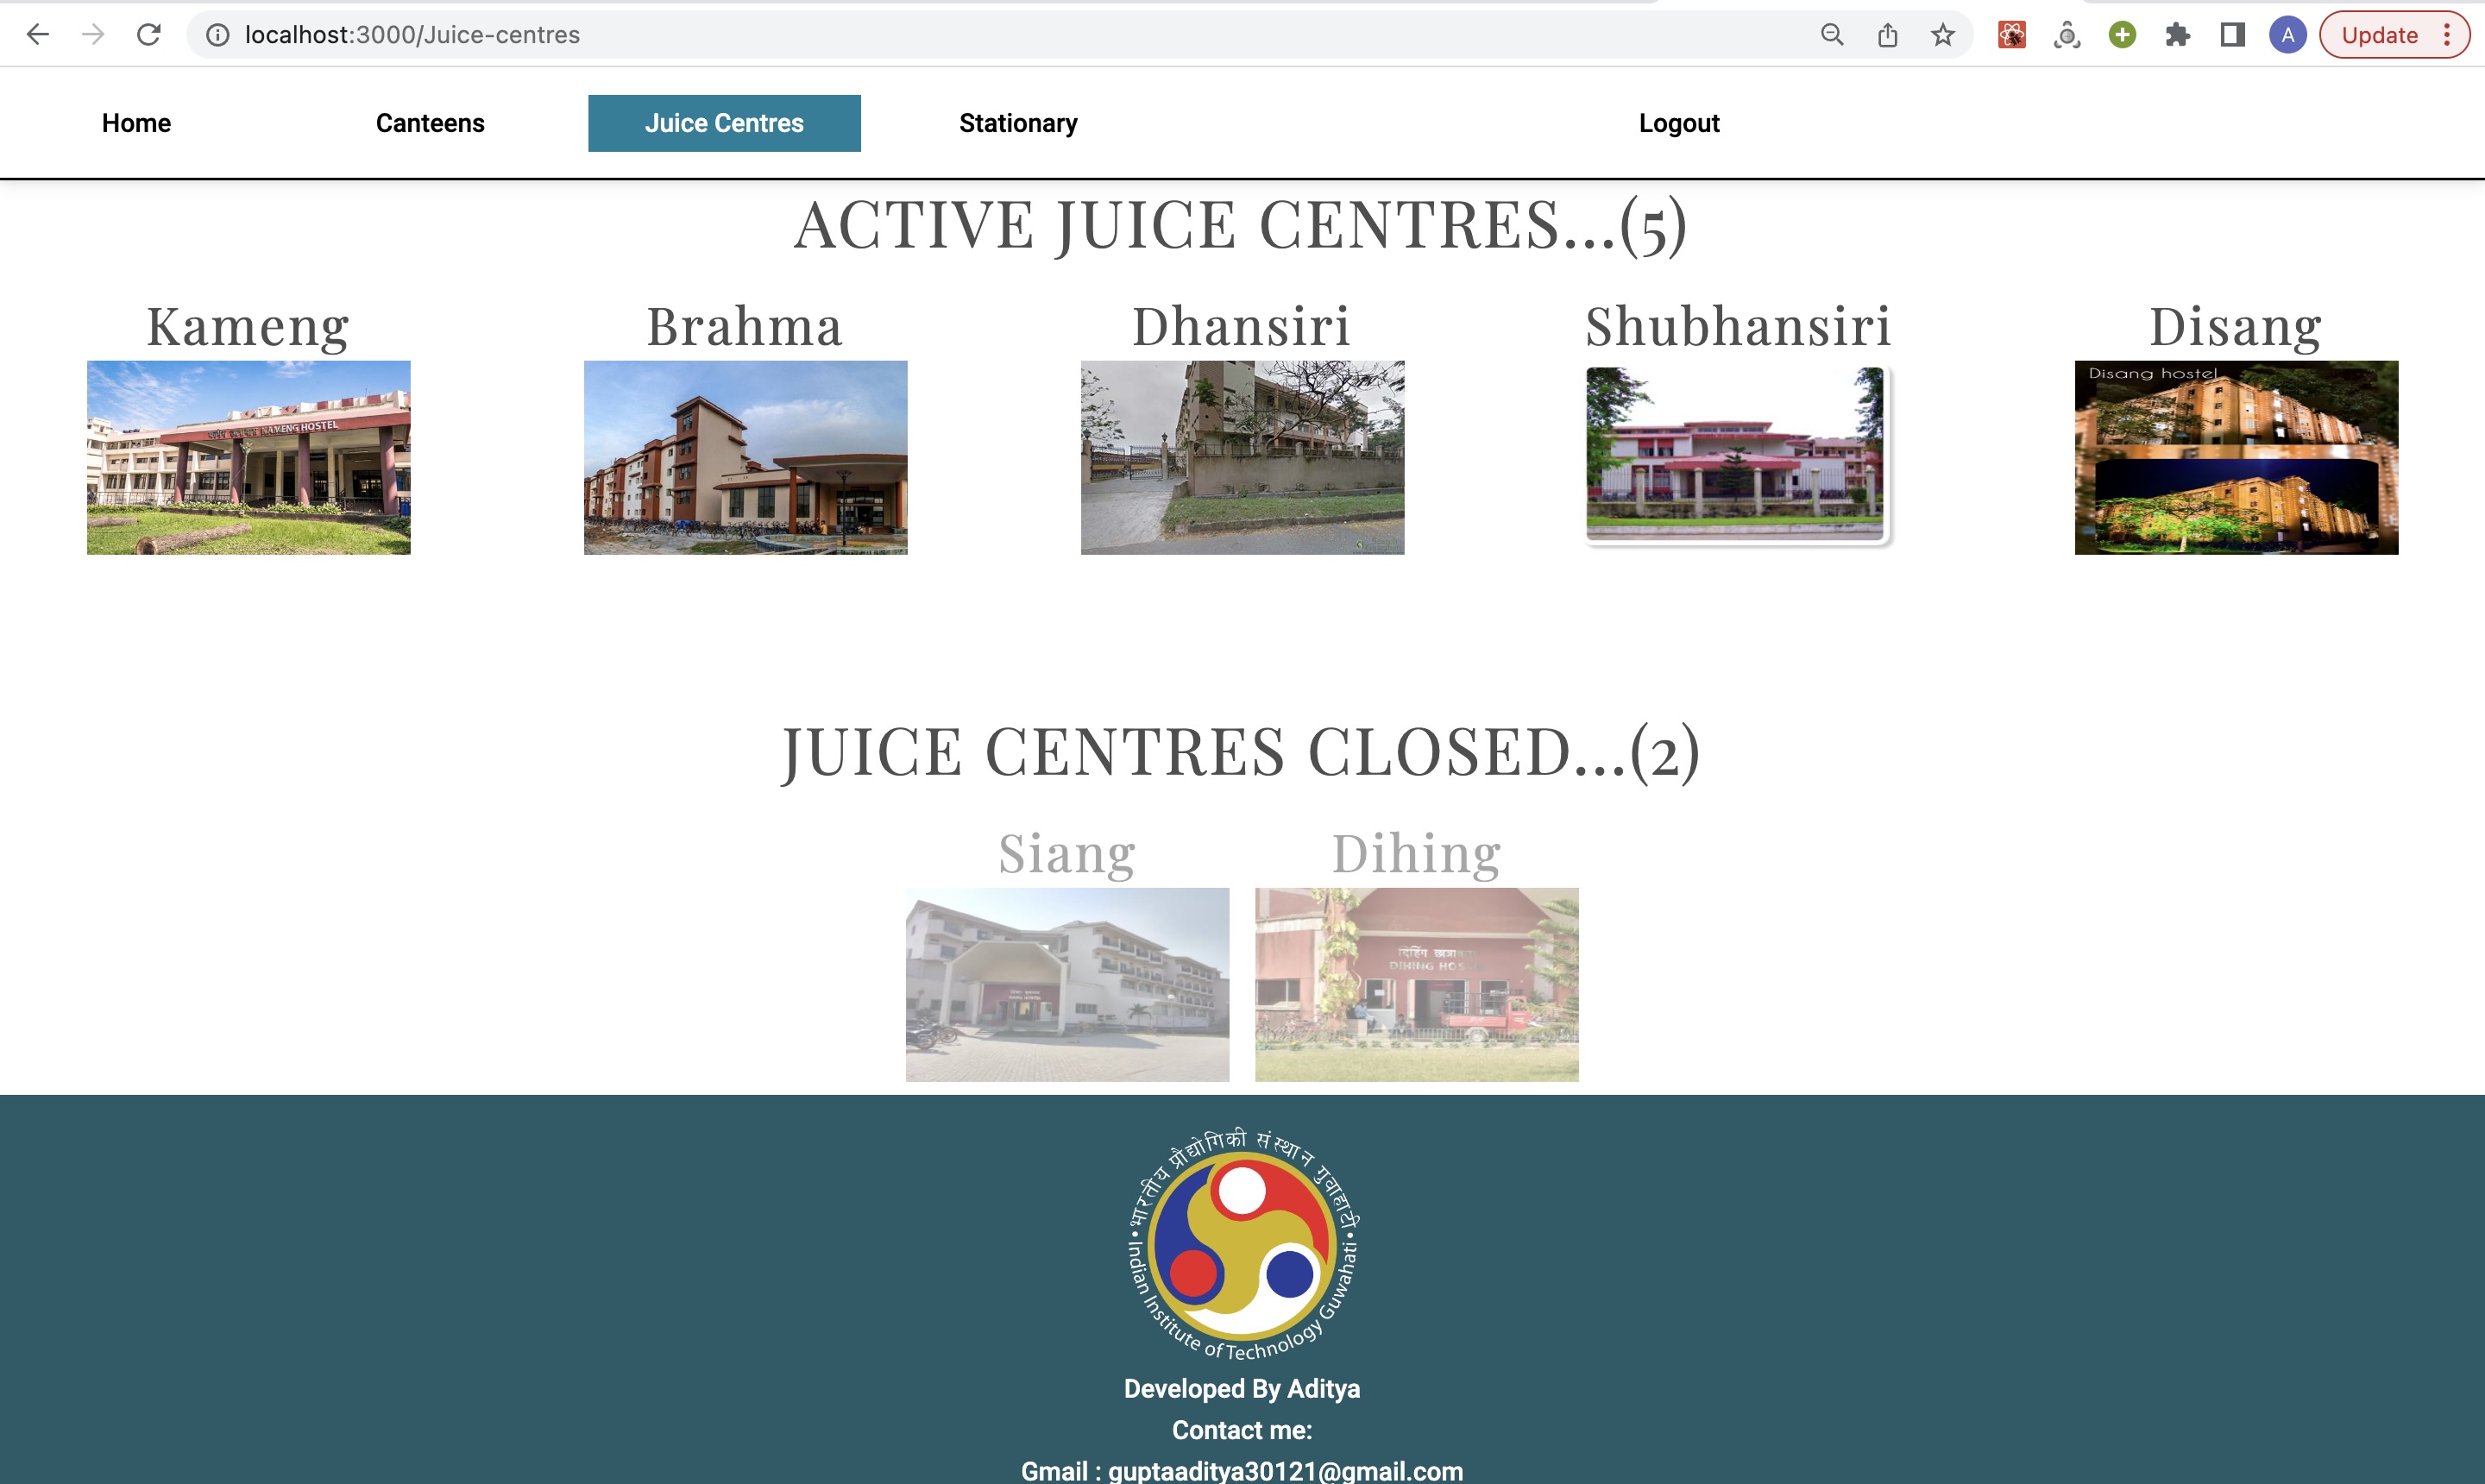 localhost:3000/Juice-centres
A
Update
Home
Canteens
Juice Centres
Stationary
Logout
ACTIVE JUICE CENTRES...(5)
Kameng
Brahma
Dhansiri
Shubhansiri
Disang
KAMENG HOSTEL
Disang hostel
JUICE CENTRES CLOSED...(2)
Siang
Dihing
दिहिंग
DIHING
भारतीय प्रौद्योगिकी संस्थान गुवाहाटी
Indian Institute of Technology Guwahati
Developed By Aditya
Contact me:
Gmail : guptaaditya30121@gmail.com